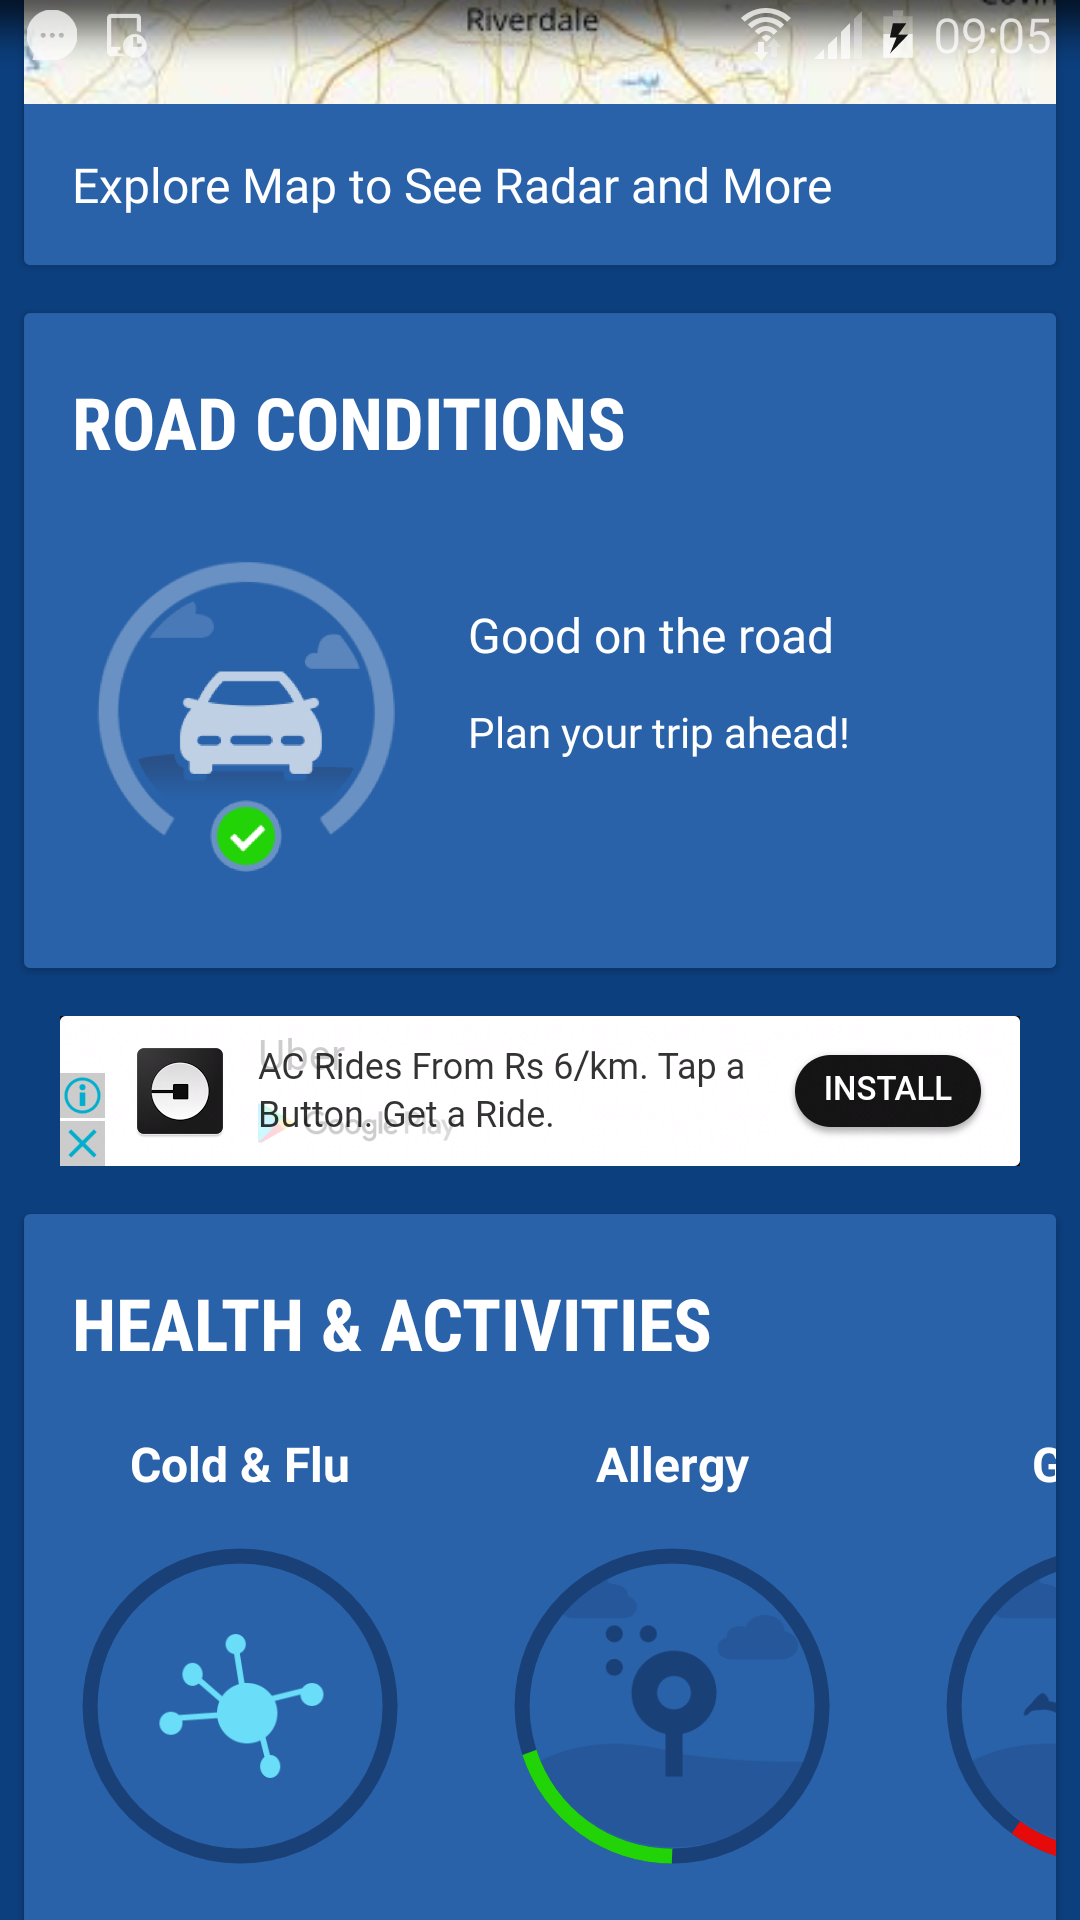 Riverdale
09:05
Explore Map to See Radar and More
ROAD CONDITIONS
Good on the road
Plan your trip ahead!
Uber
AC Rides From Rs 6/km. Tap a
Button. Get a Ride.
Google Play
INSTALL
HEALTH & ACTIVITIES
Cold & Flu
Allergy